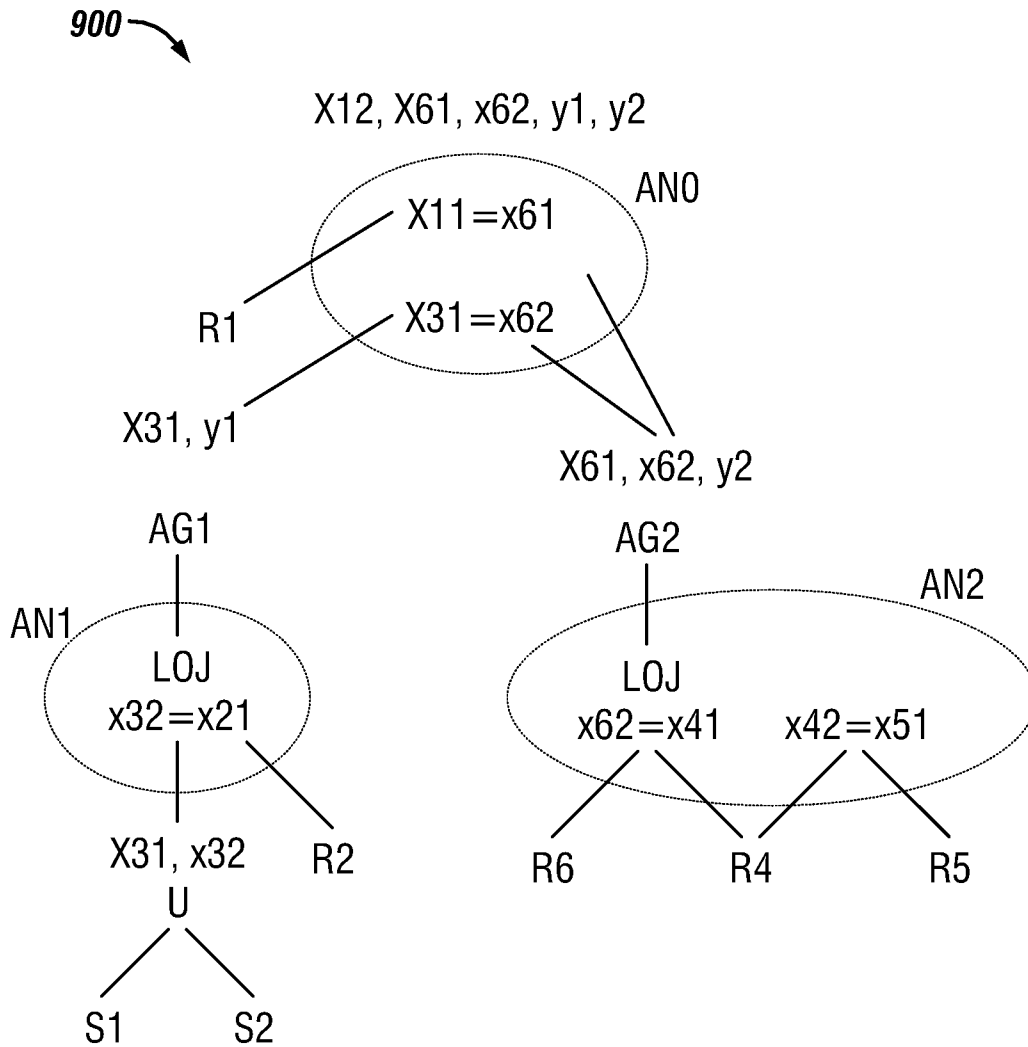 900
X12, X61, x62, y1, y2
AN0
X11=x61
R1
X31=x62
X31, y1
X61, x62, y2
AG1
AG2
AN1
AN2
LOJ
x32=x21
LOJ
x62=x41
x42=x51
X31, x32
R2
R6
R4
R5
U
S1
S2